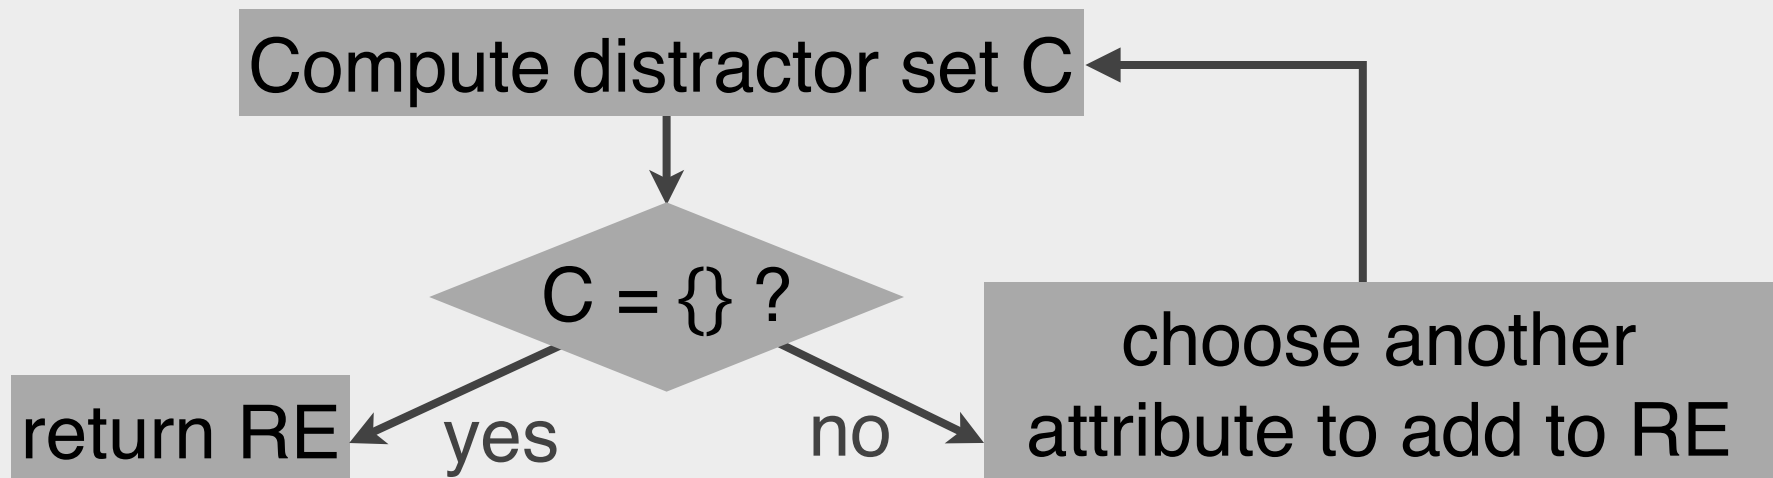 Compute distractor set C
C = {} ?
choose another
attribute to add to RE
return RE
yes
no